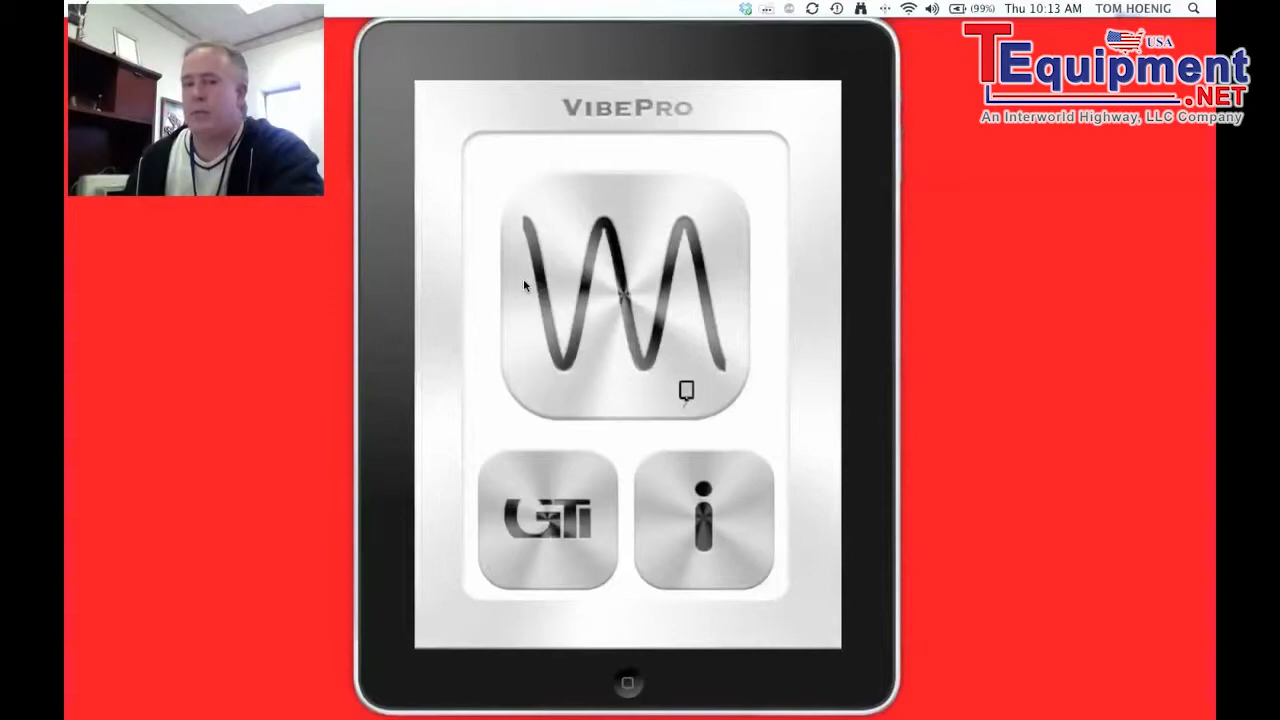 (99%) Thu 10:13 AM TOM HOENIG
TEquipment
USA
.NET
An Interworld Highway, LLC Company
VIBEPRO
GTI
i